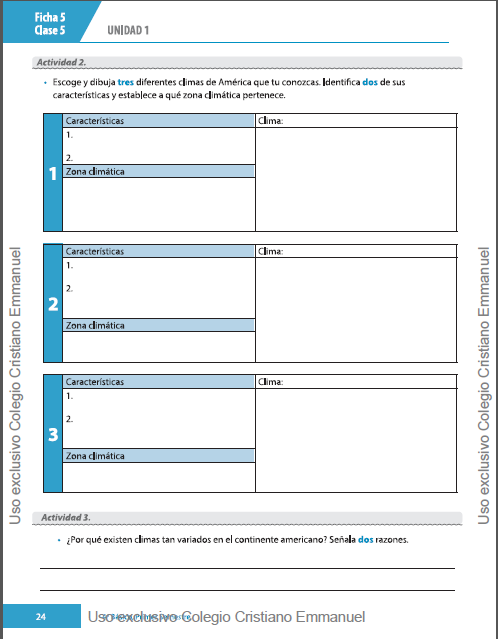 Ficha 5
Clase 5
UNIDAD 1
Actividad 2.
• Escoge y dibuja tres diferentes climas de América que tu conozcas. Identifica dos de sus
características y establece a qué zona climática pertenece.
1
Características
Clima:
1.
2.
Zona climática
2
Características
Clima:
1.
2.
Zona climática
3
Características
Clima:
1.
2.
Zona climática
Actividad 3.
• ¿Por qué existen climas tan variados en el continente americano? Señala dos razones.
24
Uso exclusivo Colegio Cristiano Emmanuel
Uso exclusivo Colegio Cristiano Emmanuel
Uso exclusivo Colegio Cristiano Emmanuel